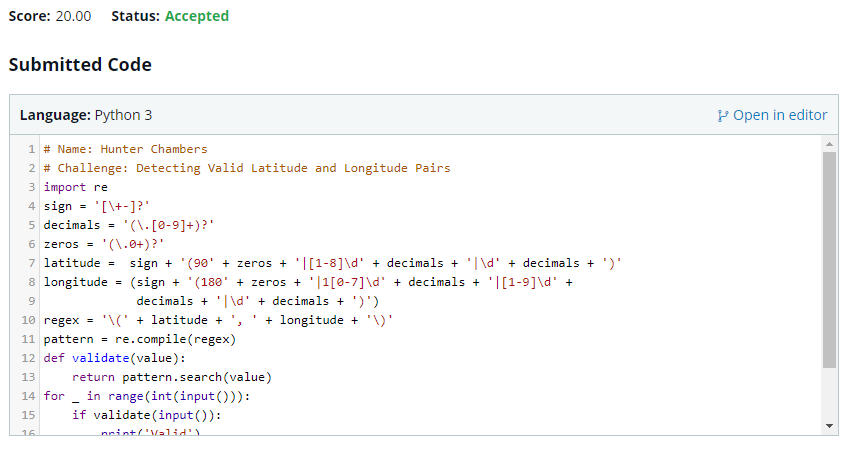 Score: 20.00 Status: Accepted
Submitted Code
Language: Python 3 Open in editor
1 # Name: Hunter Chambers
2 # Challenge: Detecting Valid Latitude and Longitude Pairs
3 import re
4 sign = '[\+-]?'
5 decimals = '(\.[0-9]+)?'
6 zeros = '(\.0+)?'
7 latitude =  sign + '(90' + zeros + '|[1-8]\d' + decimals + '|\d' + decimals + ')'
8 longitude = (sign + '(180' + zeros + '|1[0-7]\d' + decimals + '|[1-9]\d' +
9              decimals + '|\d' + decimals + ')')
10 regex = '\(' + latitude + ', ' + longitude + '\)'
11 pattern = re.compile(regex)
12 def validate(value):
13     return pattern.search(value)
14 for _ in range(int(input())):
15     if validate(input()):
16         print('Valid')